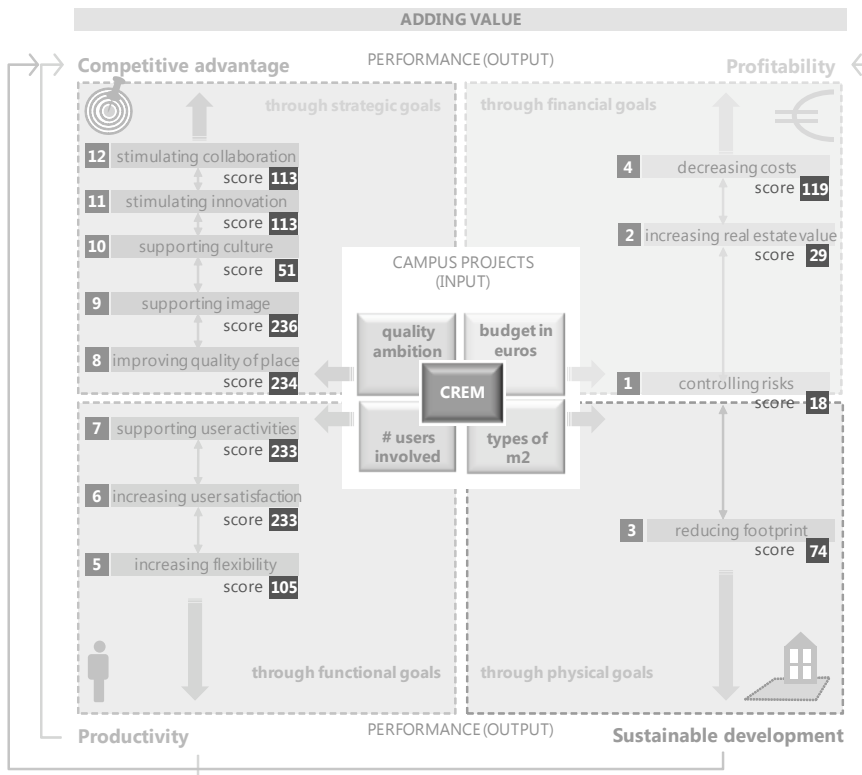 ADDING VALUE
PERFORMANCE (OUTPUT)
Competitive advantage
Profitability
through strategic goals
through financial goals
12 stimulating collaboration
score 113
11 stimulating innovation
score 113
10 supporting culture
score 51
9 supporting image
score 236
8 improving quality of place
score 234
4 decreasing costs
score 119
2 increasing real estate value
score 29
1 controlling risks
score 18
CAMPUS PROJECTS
(INPUT)
quality
ambition
budget in
euros
CREM
# users
involved
types of
m2
7 supporting user activities
score 233
6 increasing user satisfaction
score 233
5 increasing flexibility
score 105
3 reducing footprint
score 74
through functional goals
through physical goals
Productivity
PERFORMANCE (OUTPUT)
Sustainable development